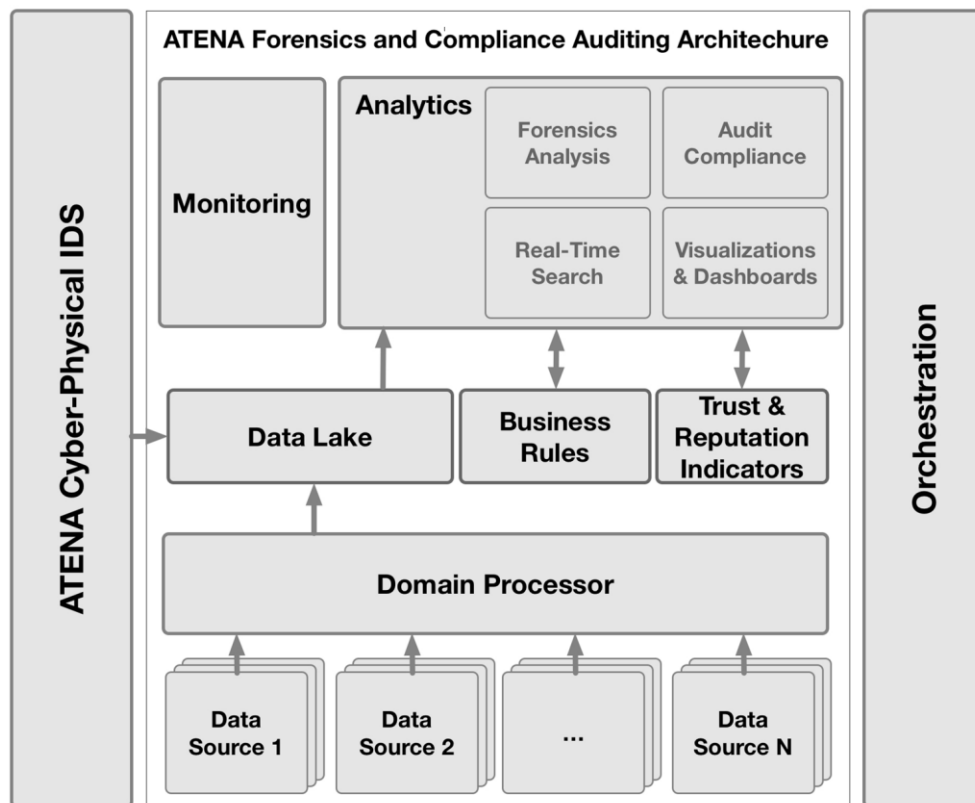 ATENA Cyber-Physical IDS
ATENA Forensics and Compliance Auditing Architechure
Monitoring
Analytics
Forensics
Analysis
Audit
Compliance
Real-Time
Search
Visualizations
& Dashboards
Data Lake
Business
Rules
Trust &
Reputation
Indicators
Domain Processor
Data
Source 1
Data
Source 2
...
Data
Source N
Orchestration